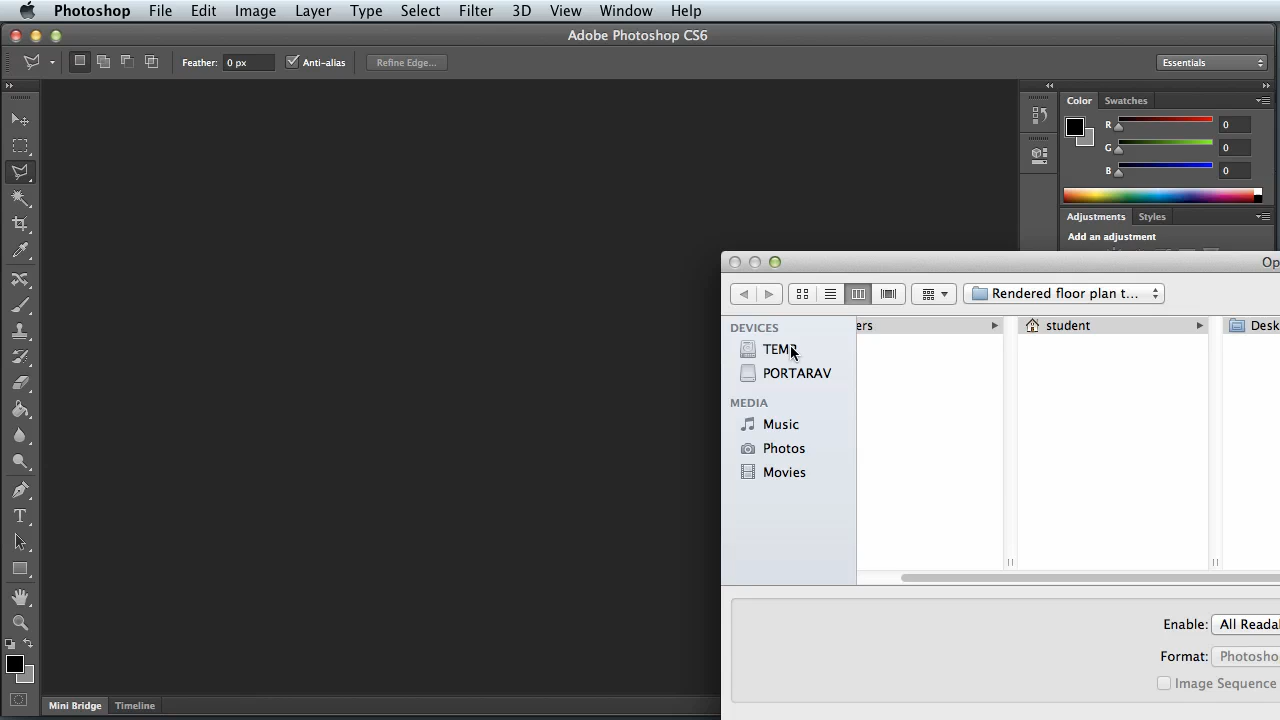 Photoshop File Edit Image Layer Type Select Filter 3D View Window Help
Adobe Photoshop CS6
Feather: 0 px Anti-alias Refine Edge... Essentials
Color Swatches
R 0
G 0
B 0
Adjustments Styles
Add an adjustment
Op
Rendered floor plan t...
DEVICES
TEMP
PORTARAV
MEDIA
Music
Photos
Movies
ers
student
Desk
Enable: All Reada
Format: Photosho
Image Sequence
Mini Bridge Timeline